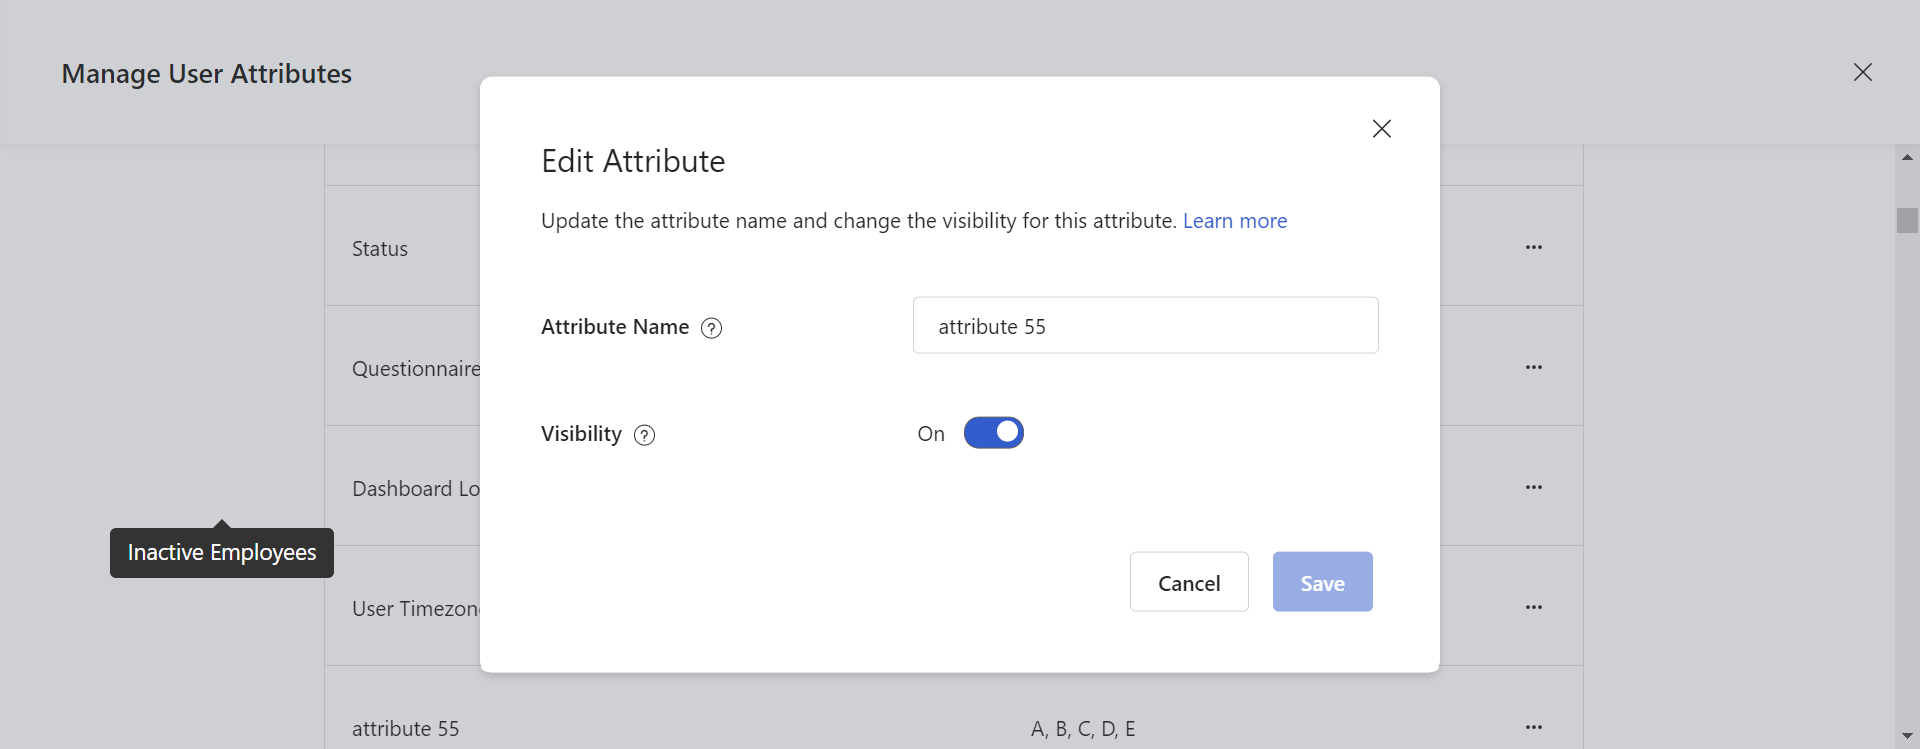 Manage User Attributes
Edit Attribute
Update the attribute name and change the visibility for this attribute. Learn more
Status
Attribute Name ?
attribute 55
Questionnaire
Visibility ?
On
Dashboard Lo
Inactive Employees
Cancel
Save
User Timezon
attribute 55
A, B, C, D, E